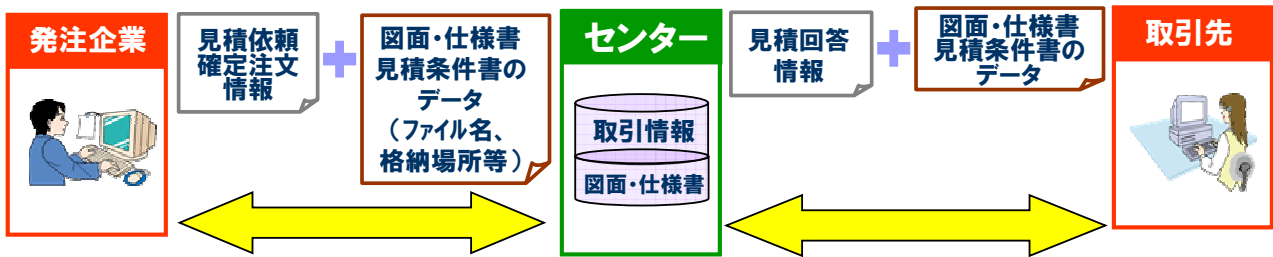 発注企業
見積依頼
確定注文
情報
図面・仕様書
見積条件書の
データ
（ファイル名、
格納場所等）
センター
取引情報
図面・仕様書
見積回答
情報
図面・仕様書
見積条件書の
データ
取引先